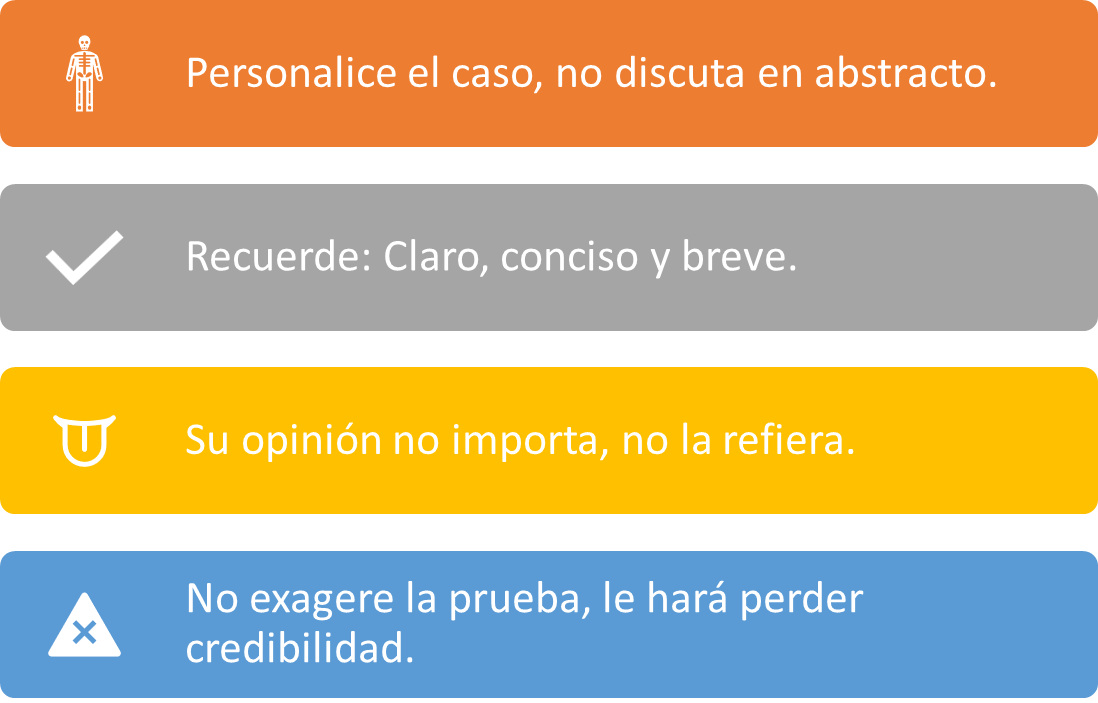 Personalice el caso, no discuta en abstracto.
Recuerde: Claro, conciso y breve.
Su opinión no importa, no la refiera.
No exagere la prueba, le hará perder
credibilidad.